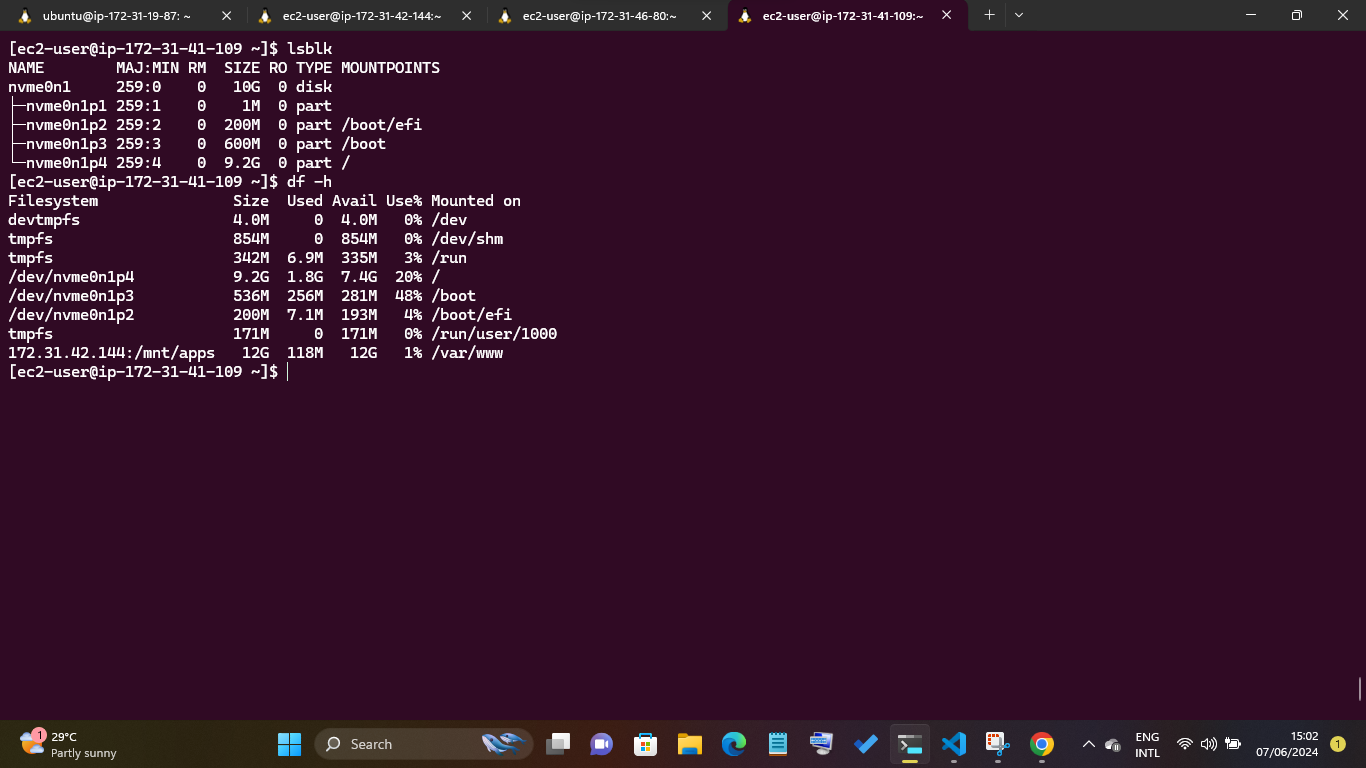 ubuntu@ip-172-31-19-87: ~
ec2-user@ip-172-31-42-144:~
ec2-user@ip-172-31-46-80:~
ec2-user@ip-172-31-41-109:~
[ec2-user@ip-172-31-41-109 ~]$ lsblk
NAME        MAJ:MIN RM  SIZE RO TYPE MOUNTPOINTS
nvme0n1     259:0    0   10G  0 disk
├─nvme0n1p1 259:1    0    1M  0 part
├─nvme0n1p2 259:2    0  200M  0 part /boot/efi
├─nvme0n1p3 259:3    0  600M  0 part /boot
└─nvme0n1p4 259:4    0  9.2G  0 part /
[ec2-user@ip-172-31-41-109 ~]$ df -h
Filesystem               Size  Used Avail Use% Mounted on
devtmpfs                 4.0M     0  4.0M   0% /dev
tmpfs                    854M     0  854M   0% /dev/shm
tmpfs                    342M  6.9M  335M   3% /run
/dev/nvme0n1p4           9.2G  1.8G  7.4G  20% /
/dev/nvme0n1p3           536M  256M  281M  48% /boot
/dev/nvme0n1p2           200M  7.1M  193M   4% /boot/efi
tmpfs                    171M     0  171M   0% /run/user/1000
172.31.42.144:/mnt/apps   12G  118M   12G   1% /var/www
[ec2-user@ip-172-31-41-109 ~]$
1
29°C
Partly sunny
Search
ENG
INTL
15:02
07/06/2024
1